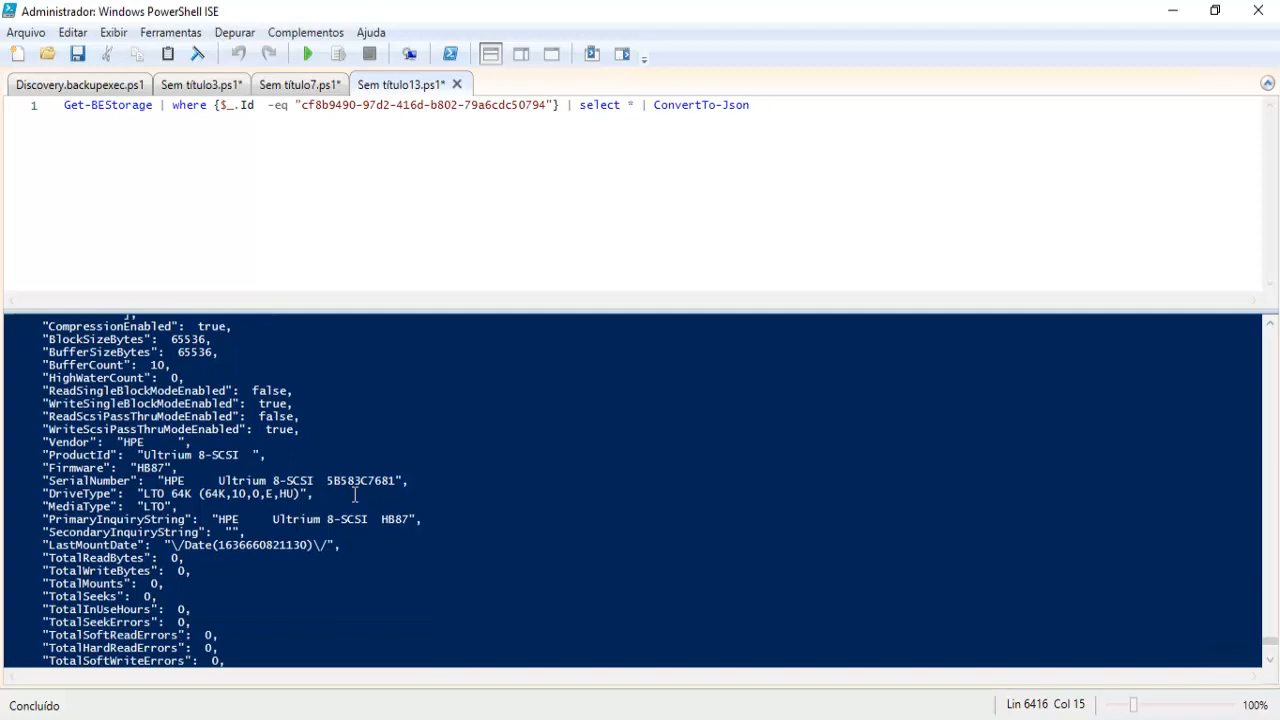 Administrador: Windows PowerShell ISE
Arquivo Editar Exibir Ferramentas Depurar Complementos Ajuda
Discovery.backupexec.ps1 Sem título3.ps1* Sem título7.ps1* Sem título13.ps1*
1 Get-BEStorage | where {$_.Id -eq "cf8b9490-97d2-416d-b802-79a6cdc50794"} | select * | ConvertTo-Json
],
"CompressionEnabled": true,
"BlockSizeBytes": 65536,
"BufferSizeBytes": 65536,
"BufferCount": 10,
"HighWaterCount": 0,
"ReadSingleBlockModeEnabled": false,
"WriteSingleBlockModeEnabled": true,
"ReadScsiPassThruModeEnabled": false,
"WriteScsiPassThruModeEnabled": true,
"Vendor": "HPE     ",
"ProductId": "Ultrium 8-SCSI  ",
"Firmware": "HB87",
"SerialNumber": "HPE     Ultrium 8-SCSI  5B583C7681",
"DriveType": "LTO 64K (64K,10,0,E,HU)",
"MediaType": "LTO",
"PrimaryInquiryString": "HPE     Ultrium 8-SCSI  HB87",
"SecondaryInquiryString": "",
"LastMountDate": "\/Date(1636660821130)\/",
"TotalReadBytes": 0,
"TotalWriteBytes": 0,
"TotalMounts": 0,
"TotalSeeks": 0,
"TotalInUseHours": 0,
"TotalSeekErrors": 0,
"TotalSoftReadErrors": 0,
"TotalHardReadErrors": 0,
"TotalSoftWriteErrors": 0,
Concluído Lin 6416 Col 15 100%